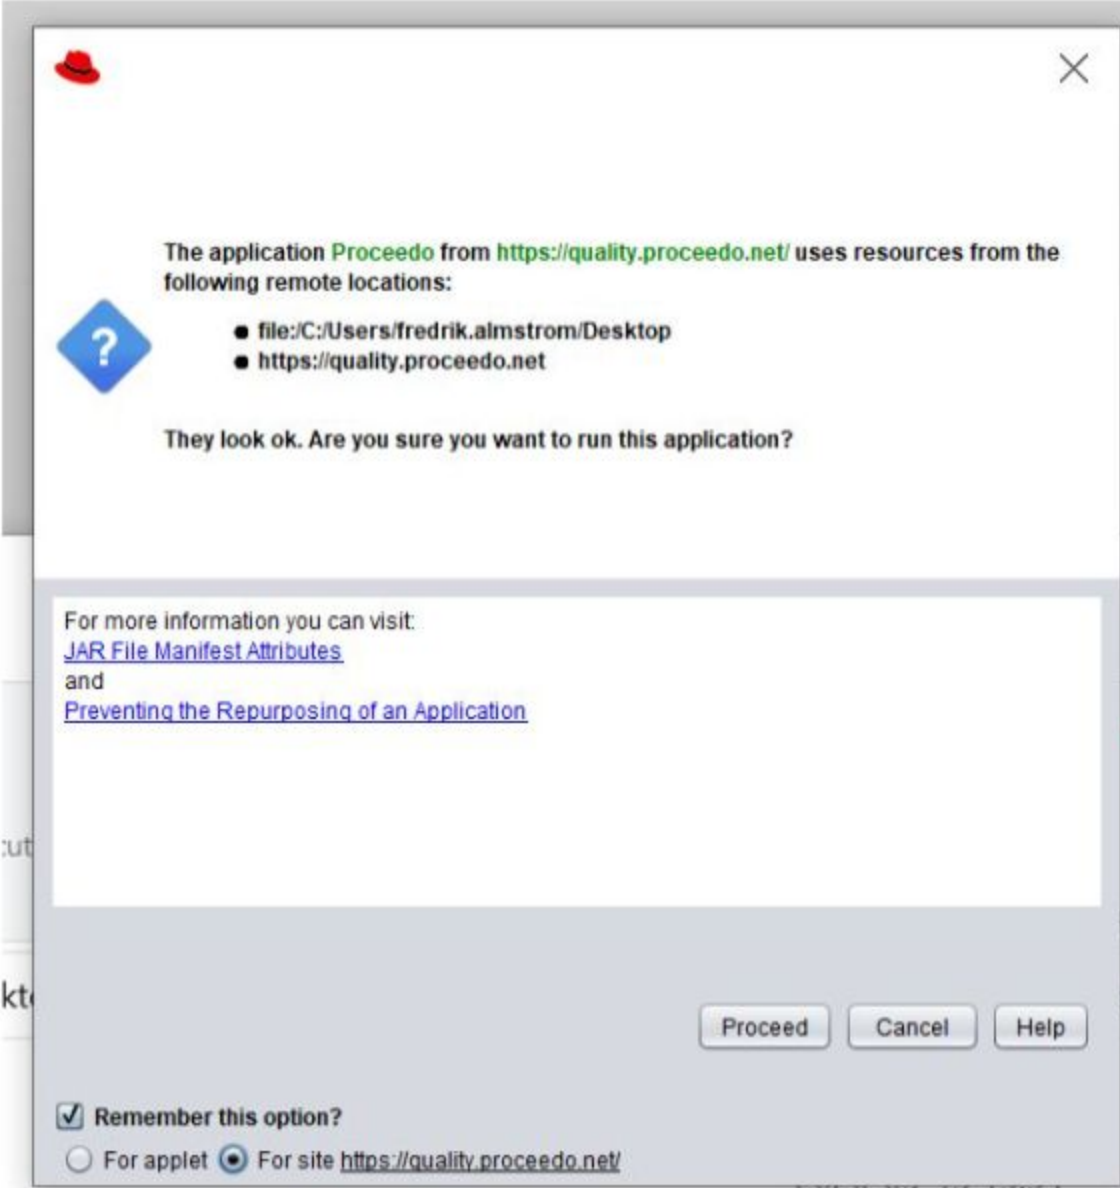 The application Proceedo from https://quality.proceedo.net/ uses resources from the
following remote locations:
file:/C:/Users/fredrik.almstrom/Desktop
https://quality.proceedo.net
They look ok. Are you sure you want to run this application?
For more information you can visit:
JAR File Manifest Attributes
and
Preventing the Repurposing of an Application
Proceed Cancel Help
Remember this option?
For applet For site https://quality.proceedo.net/